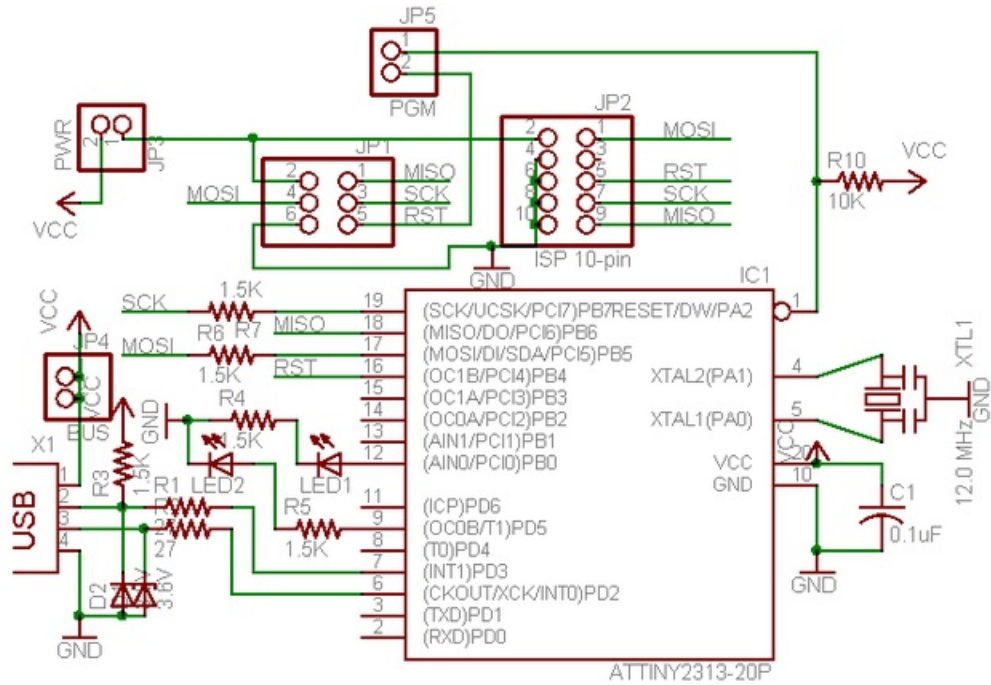 JP5
1
2
PGM
PWR
2
1
JP3
VCC
JP1
2
4
6
1
3
5
MISO
SCK
RST
MOSI
JP2
2
4
6
8
10
1
3
5
7
9
MOSI
RST
SCK
MISO
ISP 10-pin
GND
R10
10K
VCC
IC1
SCK
1.5K
R6
R7
MISO
MOSI
1.5K
RST
19
18
17
16
15
14
13
12
11
9
8
7
6
3
2
(SCK/UCSK/PCI7)PB7
RESET/DW/PA2
(MISO/DO/PCI6)PB6
(MOSI/DI/SDA/PCI5)PB5
(OC1B/PCI4)PB4
(OC1A/PCI3)PB3
(OC0A/PCI2)PB2
(AIN1/PCI1)PB1
(AIN0/PCI0)PB0
(ICP)PD6
(OC0B/T1)PD5
(T0)PD4
(INT1)PD3
(CKOUT/XCK/INT0)PD2
(TXD)PD1
(RXD)PD0
XTAL2(PA1)
XTAL1(PA0)
VCC
GND
1
4
5
20
10
ATTINY2313-20P
XTL1
12.0 MHz
GND
VCC
C1
0.1uF
GND
VCC
JP4
VCC
BUS
X1
USB
1
2
3
4
R3
1.5K
GND
R4
1.5K
LED2
LED1
R5
1.5K
R1
27
D2
3.6V
GND